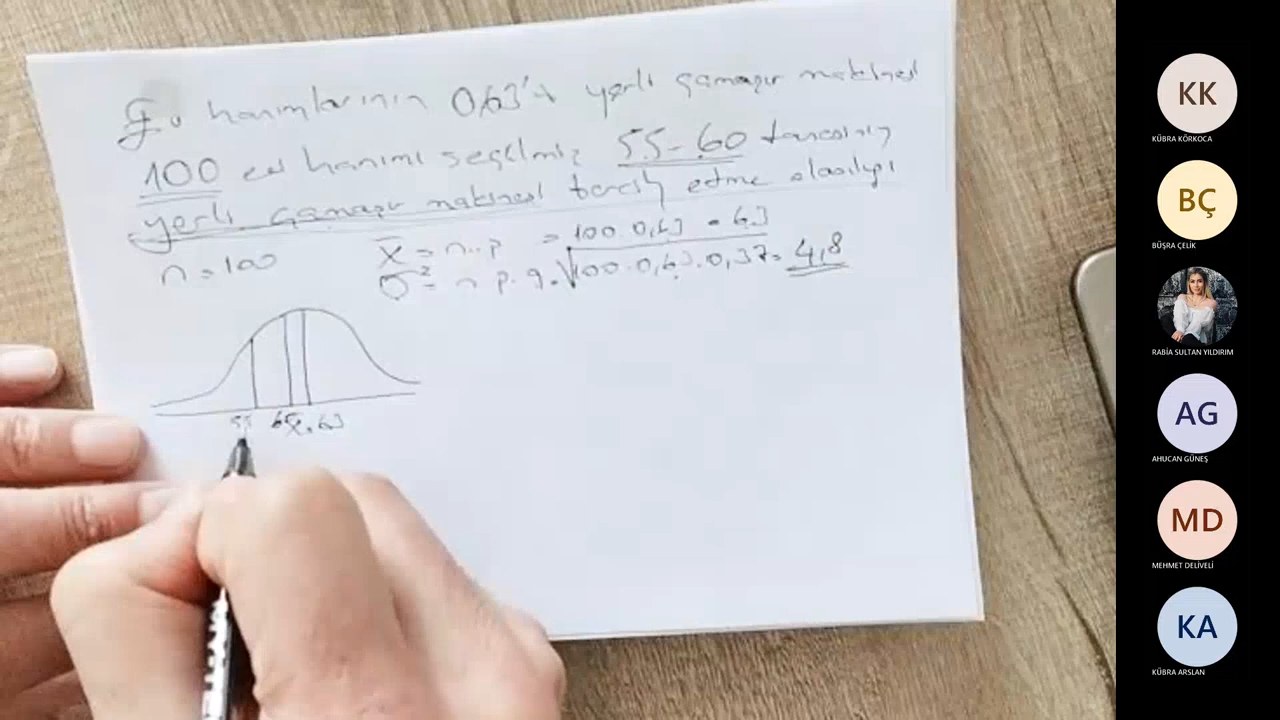 hanımlarının 0,63'ü yerli çamaşır makinesi
100 ev hanımı seçilmiş 55-60 tanesinin
yerli çamaşır makinesi tercih etme olasılığı
n = 100
x̄ = n.p = 100.0,63 = 63
σ² = n.p.q = √100.0,63.0,37 = 4,8
55 60 x̄=63
KK
KÜBRA KÖRKOCA
BÇ
BÜŞRA ÇELİK
RABİA SULTAN YILDIRIM
AG
AHUCAN GÜNEŞ
MD
MEHMET DELİVELİ
KA
KÜBRA ARSLAN